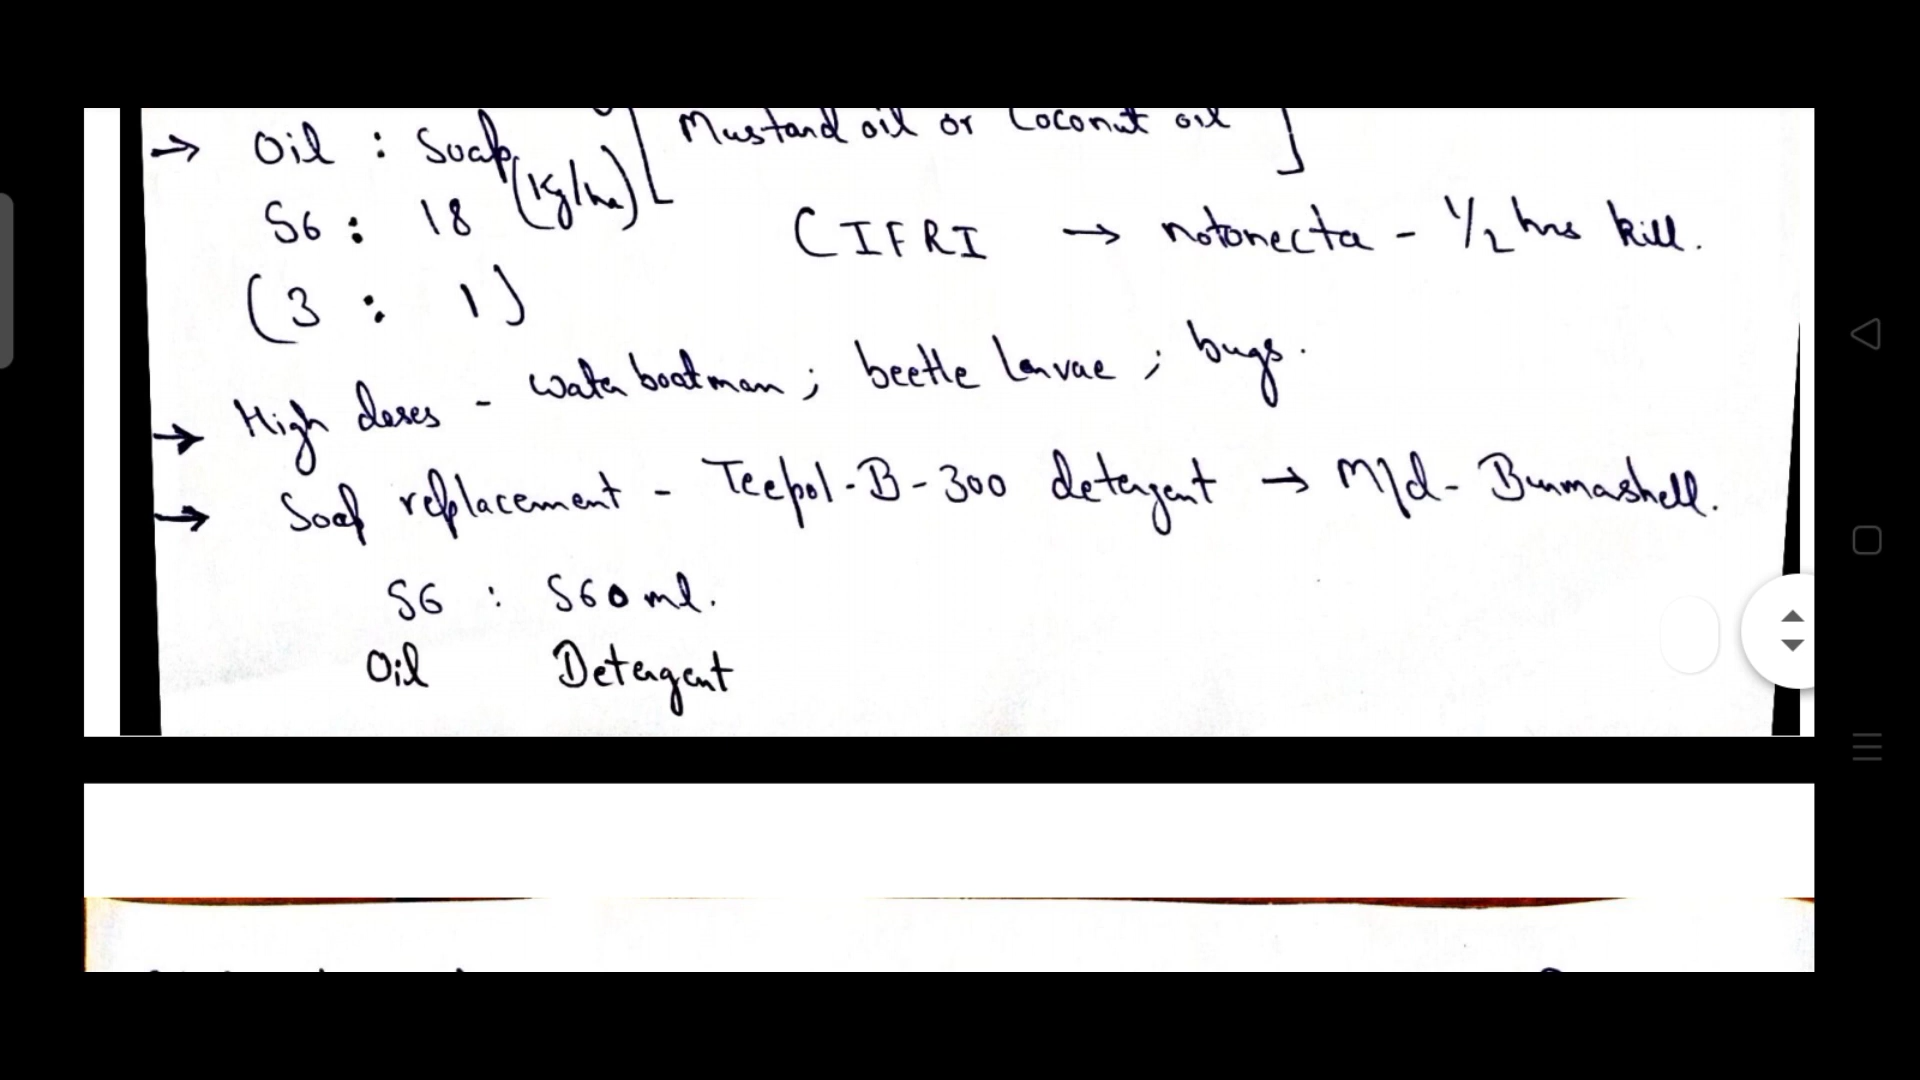 → Oil : Soap (Kg/ha) [Mustard oil or Coconut oil]
56 : 18
CIFRI → notonecta - 1/2 hrs kill.
(3 : 1)
→ High doses - water boatman ; beetle larvae ; bugs.
→ Soap replacement - Teepol-B-300 detergent → M/d - Burmashell.
56 : 560 ml.
Oil Detergent